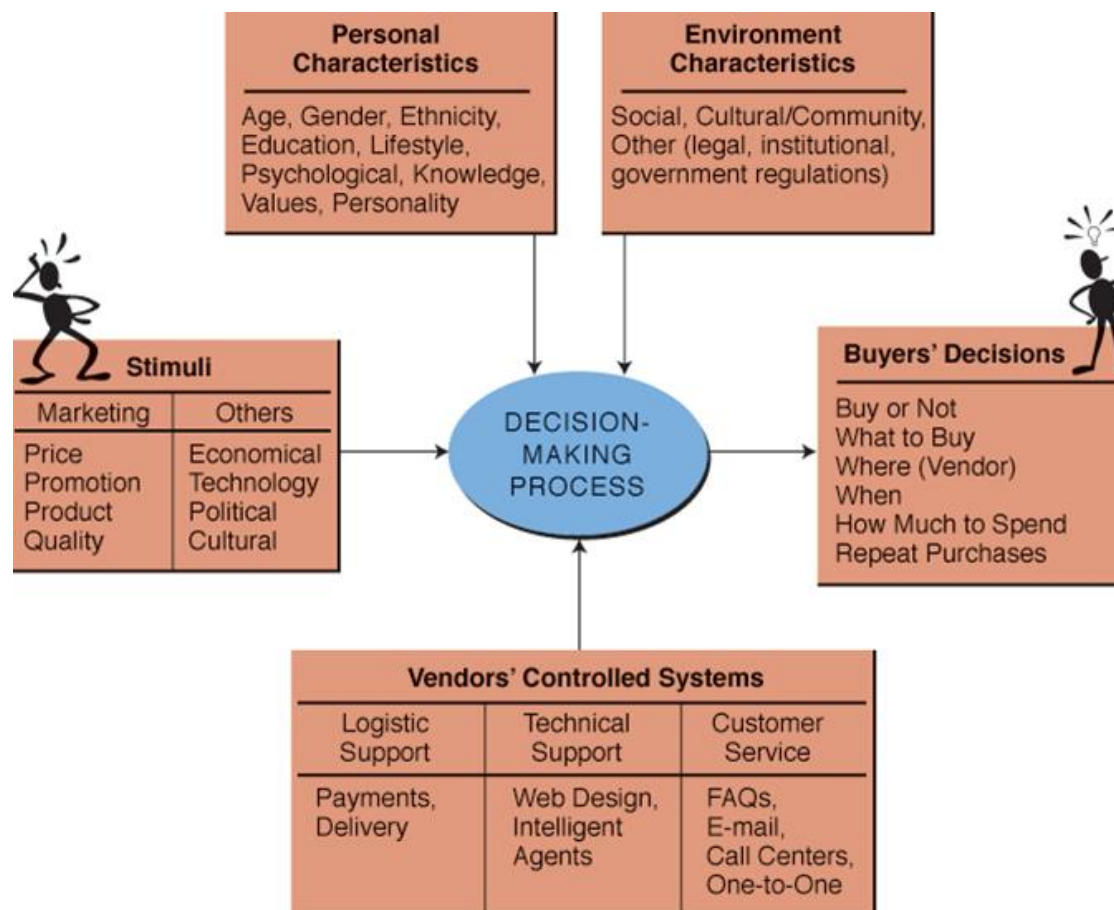 Personal
Characteristics
Age, Gender, Ethnicity,
Education, Lifestyle,
Psychological, Knowledge,
Values, Personality
Environment
Characteristics
Social, Cultural/Community,
Other (legal, institutional,
government regulations)
Stimuli
Marketing
Price
Promotion
Product
Quality
Others
Economical
Technology
Political
Cultural
DECISION-
MAKING
PROCESS
Buyers' Decisions
Buy or Not
What to Buy
Where (Vendor)
When
How Much to Spend
Repeat Purchases
Vendors' Controlled Systems
Logistic
Support
Payments,
Delivery
Technical
Support
Web Design,
Intelligent
Agents
Customer
Service
FAQs,
E-mail,
Call Centers,
One-to-One